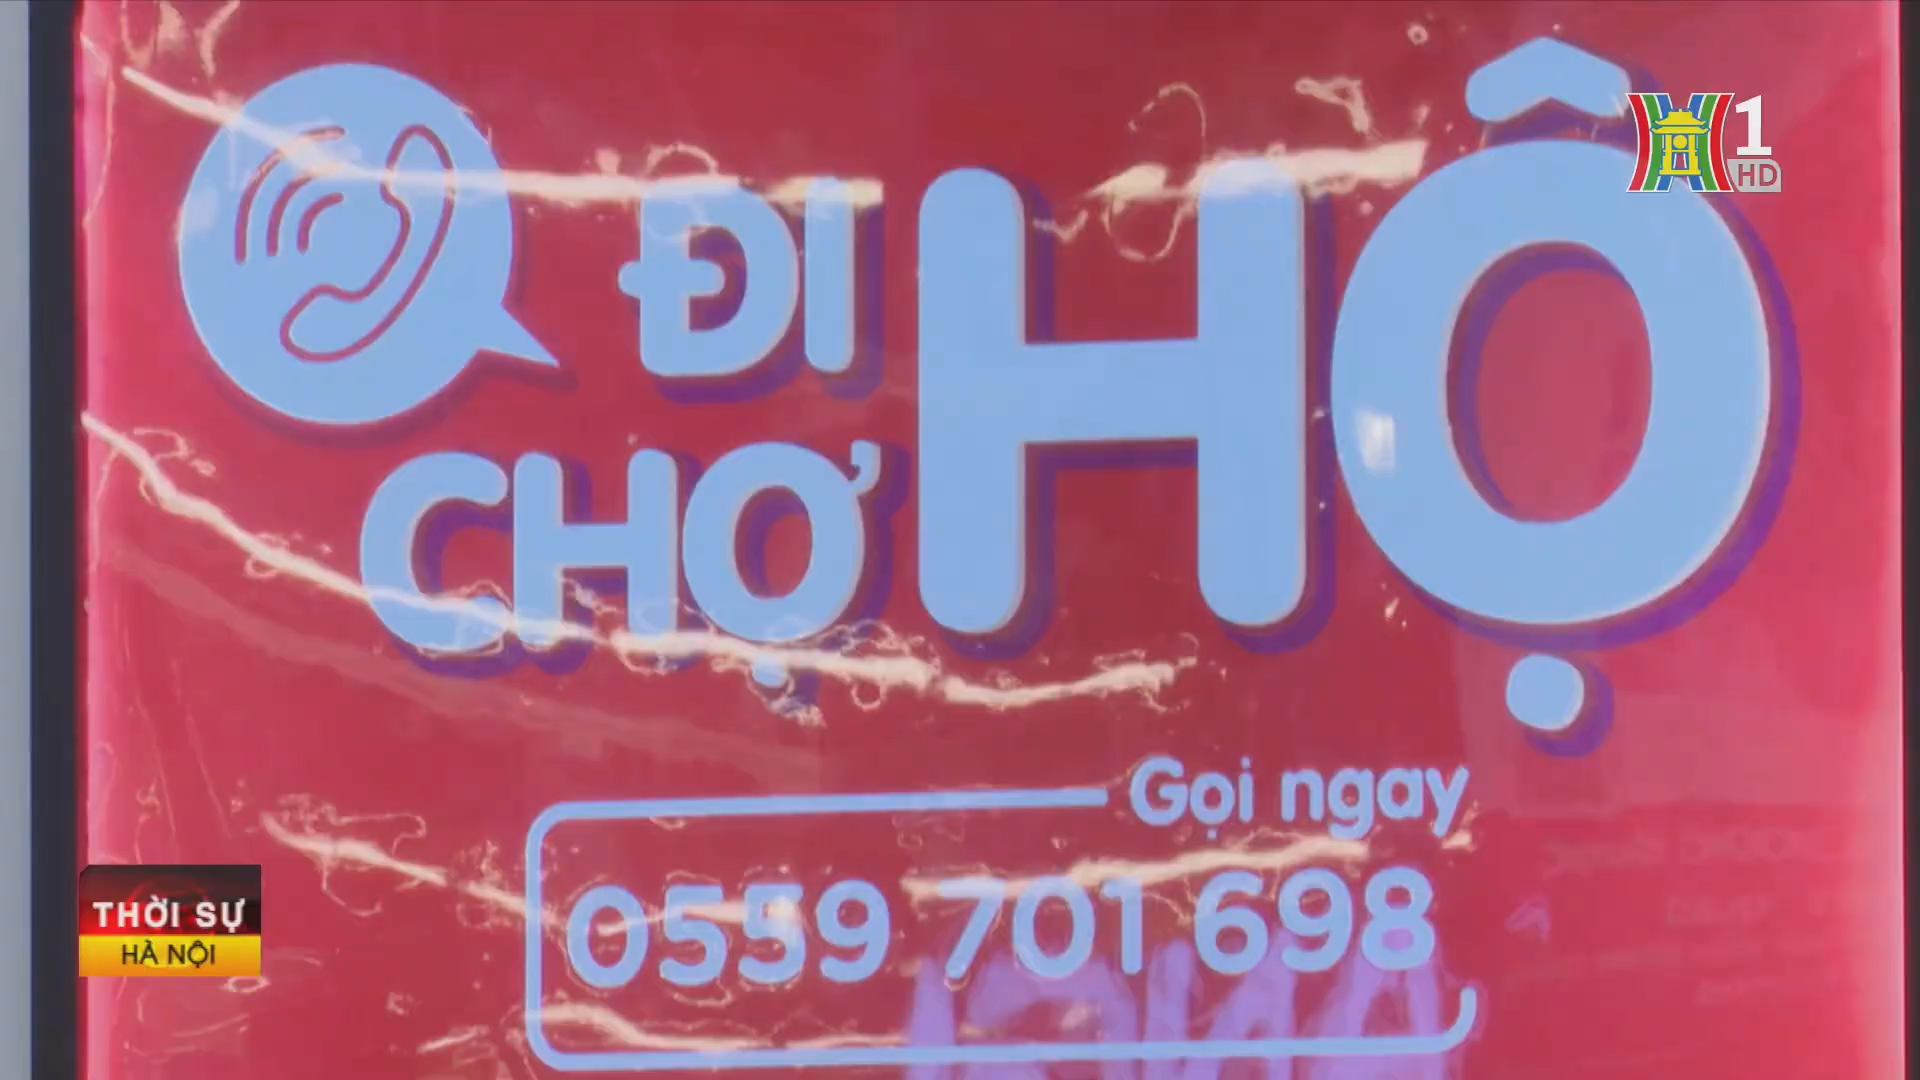 ĐI
CHỢ
HỘ
Gọi ngay
0559 701 698
1
HD
THỜI SỰ
HÀ NỘI